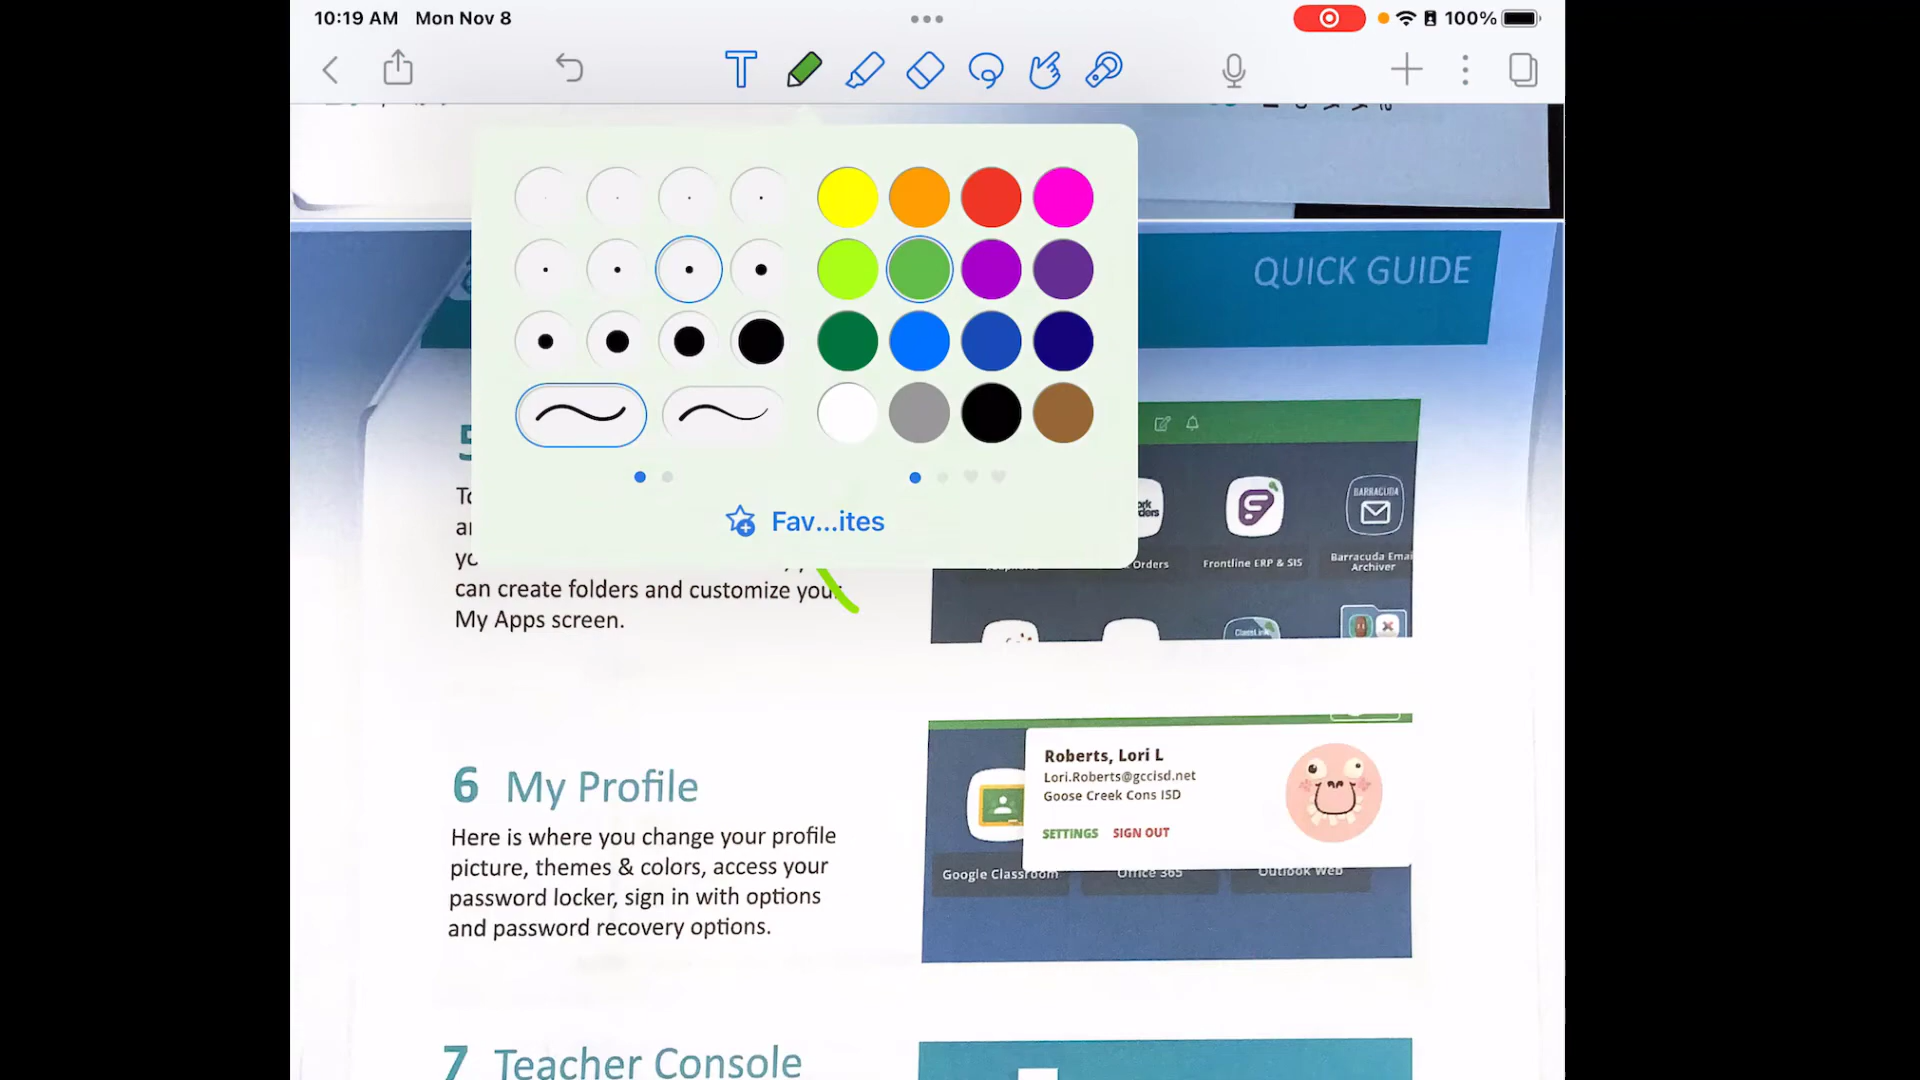 10:19 AM Mon Nov 8
100%
T
QUICK GUIDE
Fav...ites
can create folders and customize your
My Apps screen.
BARRACUDA
Orders
Frontline ERP & SIS
Barracuda Emai
Archiver
ClassLink
6 My Profile
Here is where you change your profile
picture, themes & colors, access your
password locker, sign in with options
and password recovery options.
Roberts, Lori L
Lori.Roberts@gccisd.net
Goose Creek Cons ISD
SETTINGS SIGN OUT
Google Classroom
Office 365
Outlook Web
7 Teacher Console